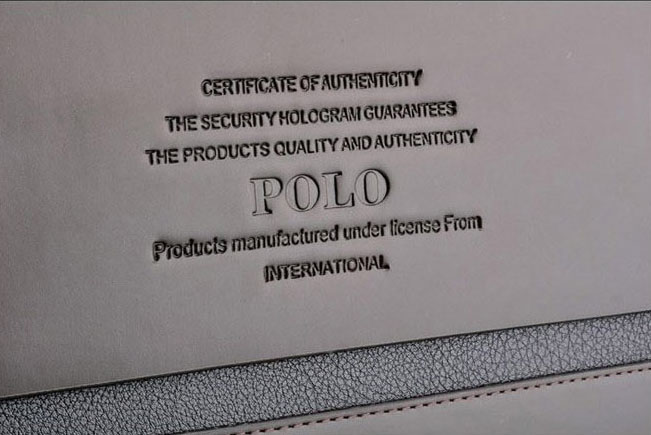 CERTIFICATE OF AUTHENTICITY
THE SECURITY HOLOGRAM GUARANTEES
THE PRODUCTS QUALITY AND AUTHENTICITY
POLO
Products manufactured under license From
INTERNATIONAL